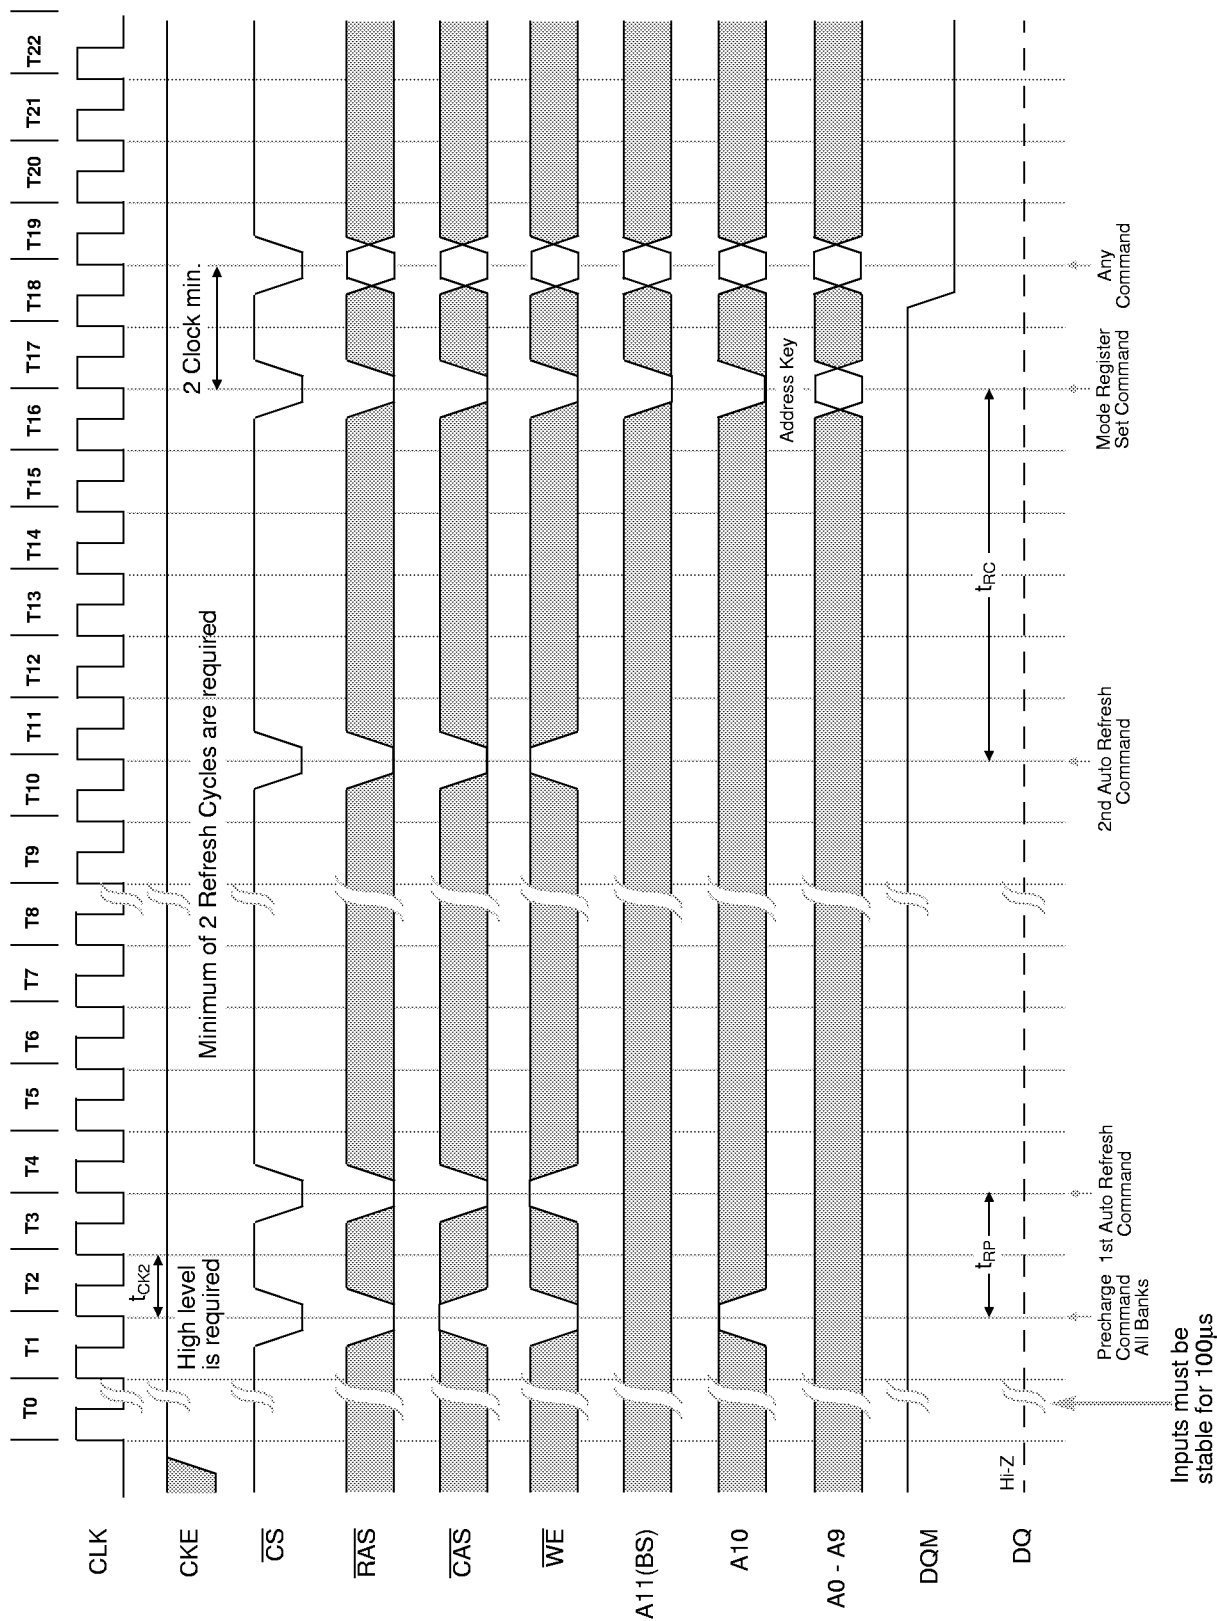 T0 T1 T2 T3 T4 T5 T6 T7 T8 T9 T10 T11 T12 T13 T14 T15 T16 T17 T18 T19 T20 T21 T22
CLK
tCK2
CKE
High level
is required
Minimum of 2 Refresh Cycles are required
2 Clock min.
CS
RAS
CAS
WE
A11(BS)
A10
Address Key
A0 - A9
DQM
tRP
tRC
Hi-Z
DQ
Precharge
Command
All Banks
1st Auto Refresh
Command
2nd Auto Refresh
Command
Mode Register
Set Command
Any
Command
Inputs must be
stable for 100µs